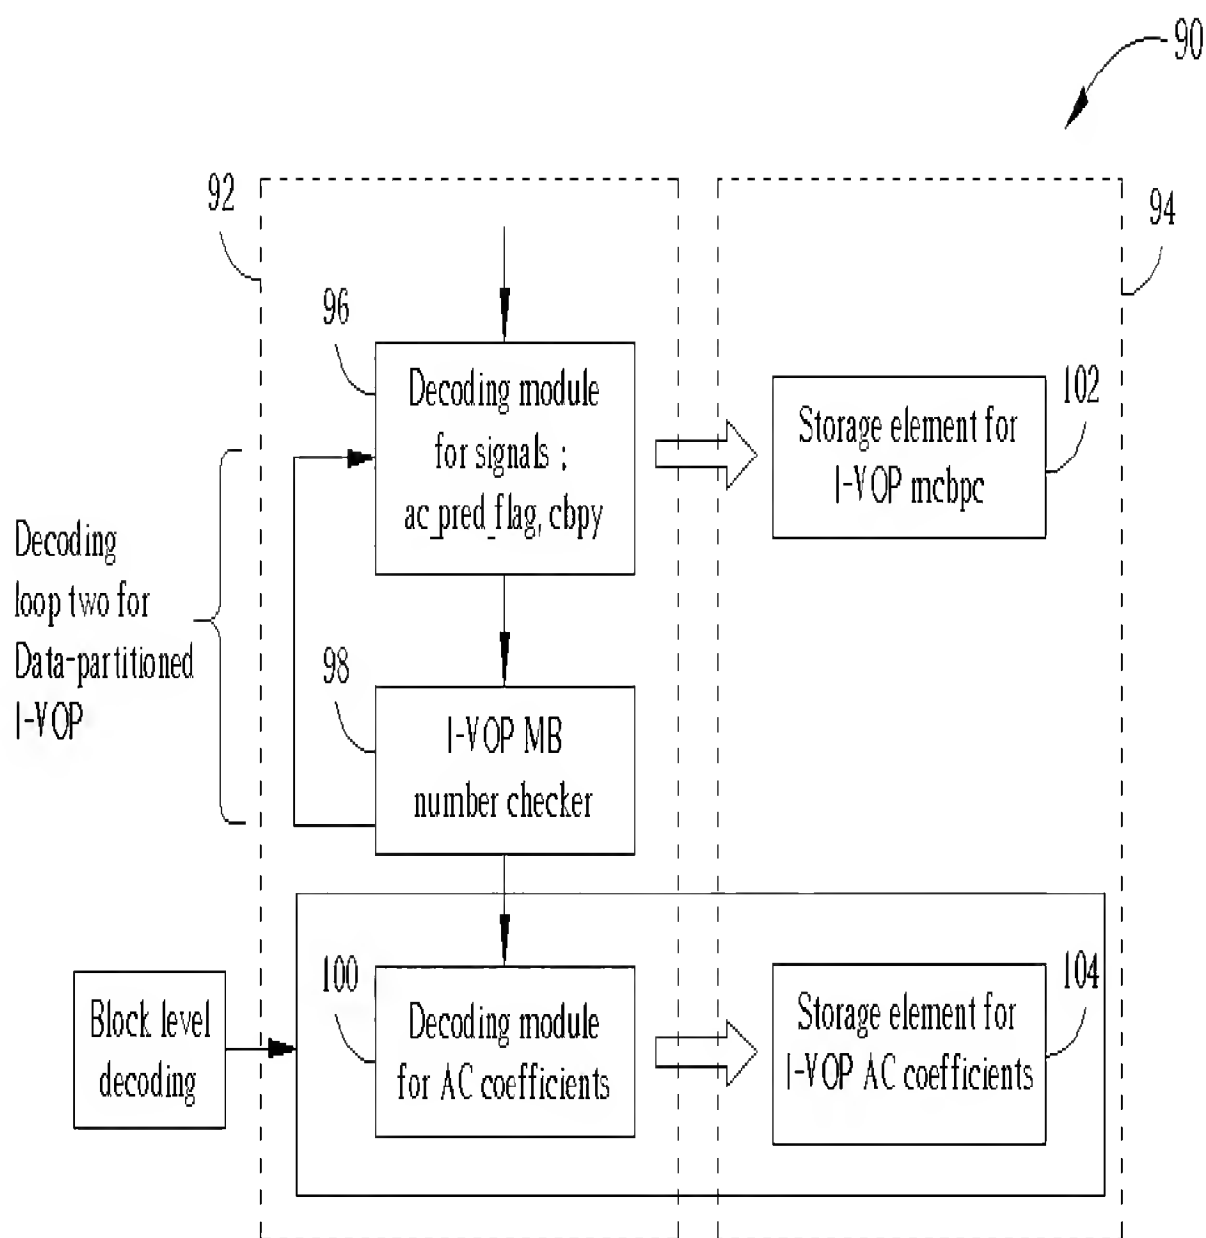 90
92
94
96
Decoding module
for signals :
ac_pred_flag, cbpy
102
Storage element for
I-VOP mcbpc
Decoding
loop two for
Data-partitioned
I-VOP
98
I-VOP MB
number checker
Block level
decoding
100
Decoding module
for AC coefficients
104
Storage element for
I-VOP AC coefficients